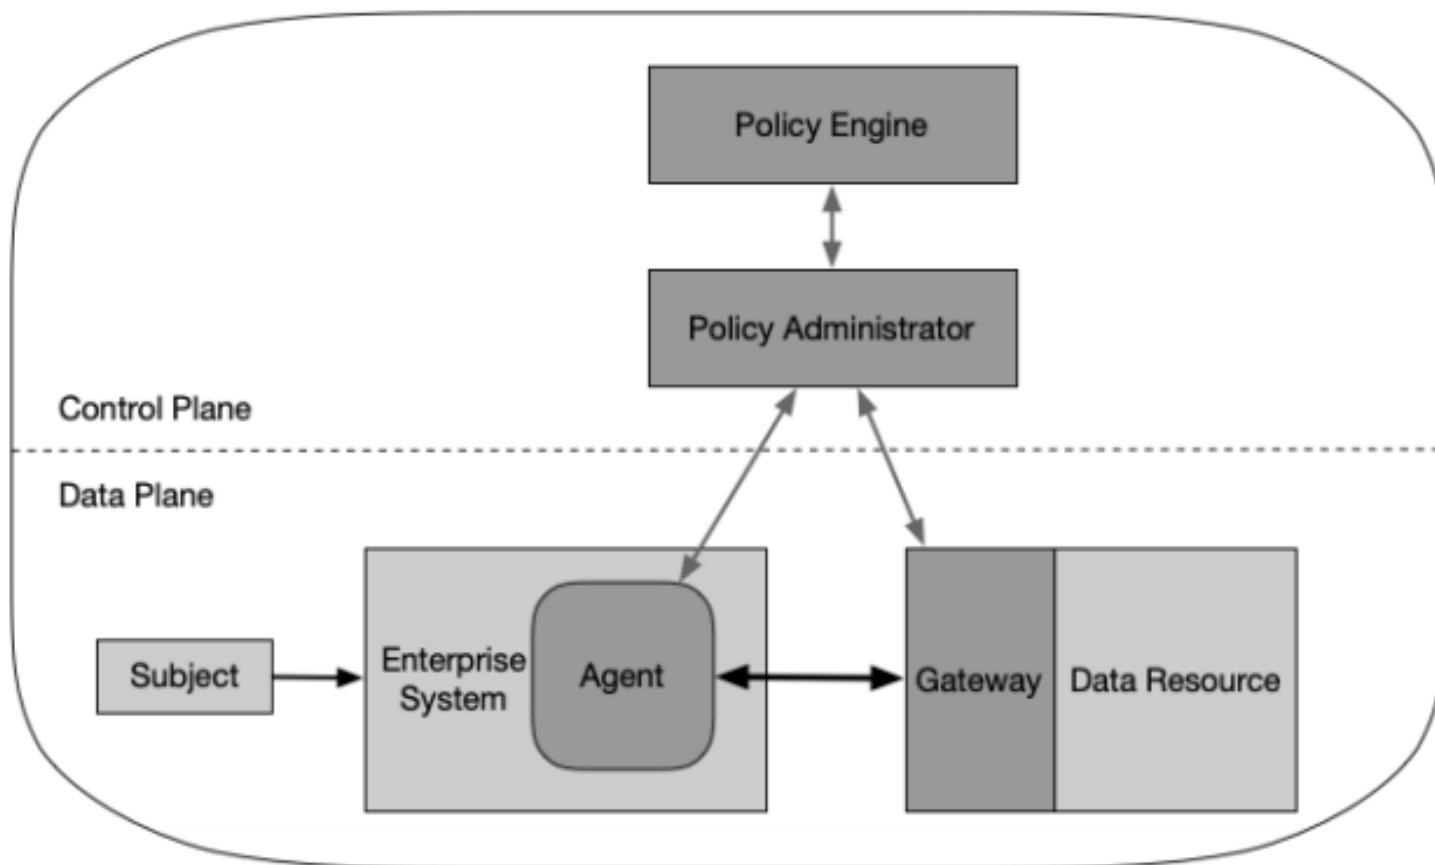 Policy Engine
Policy Administrator
Control Plane
Data Plane
Subject
Enterprise
System
Agent
Gateway
Data Resource